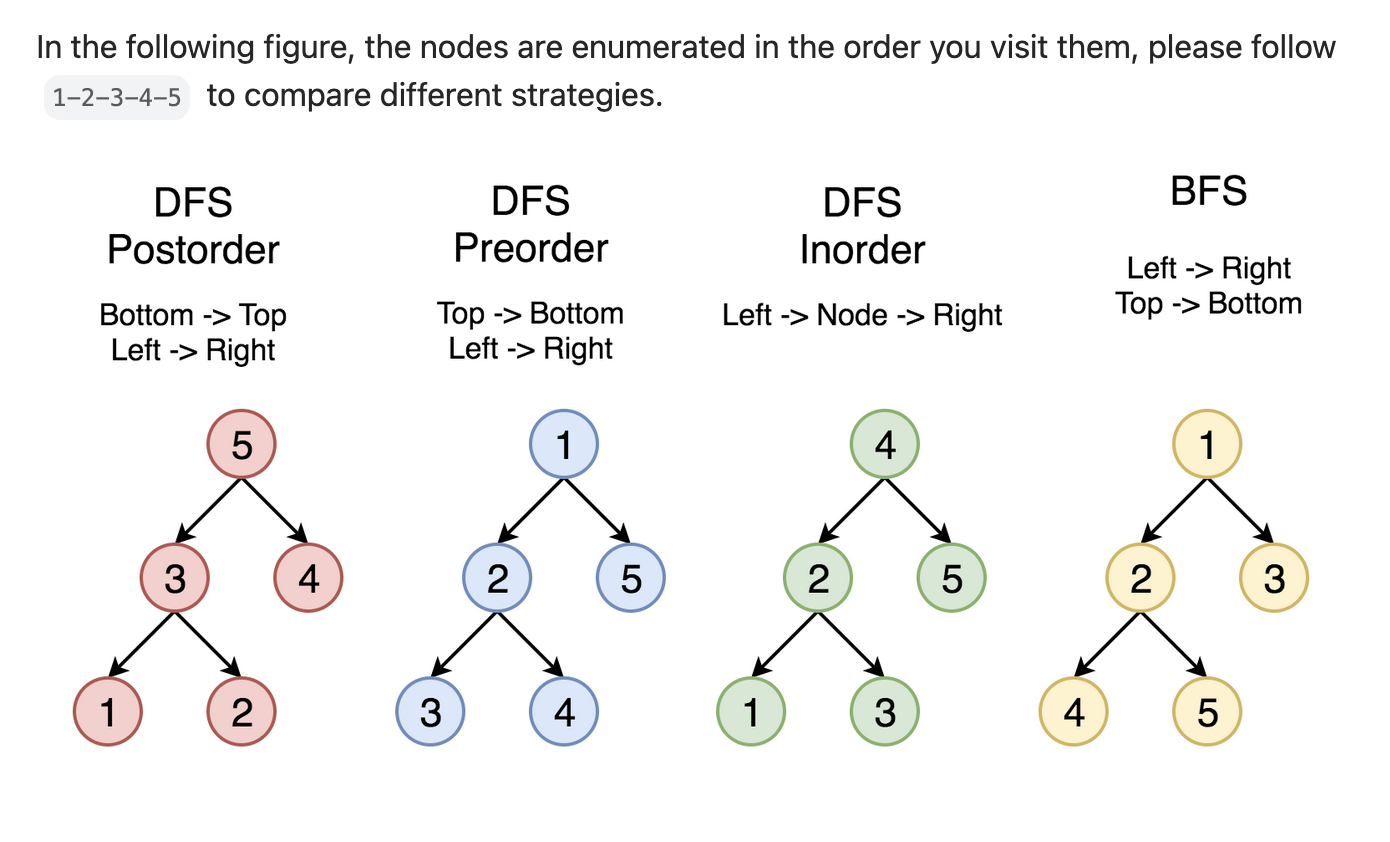 In the following figure, the nodes are enumerated in the order you visit them, please follow
1-2-3-4-5 to compare different strategies.
DFS
Postorder
Bottom -> Top
Left -> Right
5
3 4
1 2
DFS
Preorder
Top -> Bottom
Left -> Right
1
2 5
3 4
DFS
Inorder
Left -> Node -> Right
4
2 5
1 3
BFS
Left -> Right
Top -> Bottom
1
2 3
4 5